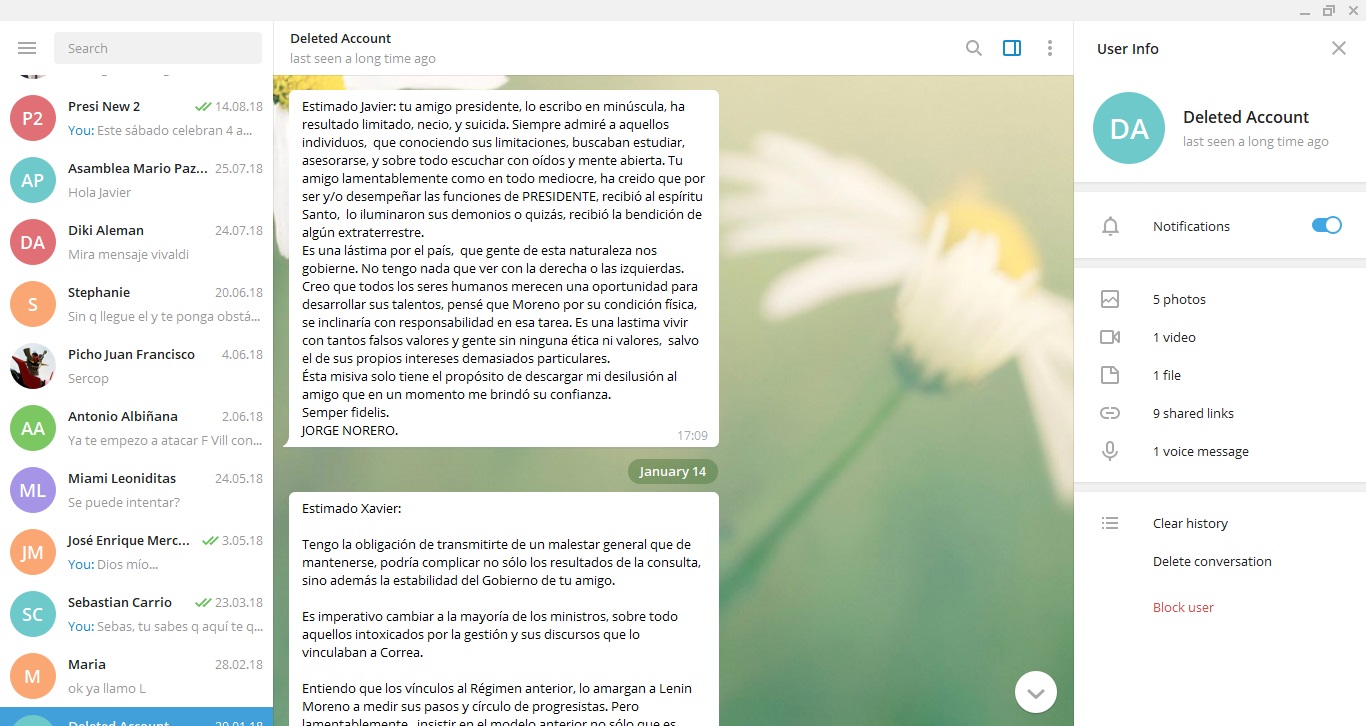 Search
P2
Presi New 2
14.08.18
You: Este sábado celebran 4 a...
AP
Asamblea Mario Paz...
25.07.18
Hola Javier
DA
Diki Aleman
24.07.18
Mira mensaje vivaldi
S
Stephanie
20.06.18
Sin q llegue el y te ponga obstá...
Picho Juan Francisco
4.06.18
Sercop
AA
Antonio Albiñana
2.06.18
Ya te empezo a atacar F Vill con...
ML
Miami Leoniditas
24.05.18
Se puede intentar?
JM
José Enrique Merc...
3.05.18
You: Dios mío...
SC
Sebastian Carrio
23.03.18
You: Sebas, tu sabes q aquí te q...
M
Maria
28.02.18
ok ya llamo L
Deleted Account
20.01.18
Deleted Account
last seen a long time ago
Estimado Javier: tu amigo presidente, lo escribo en minúscula, ha
resultado limitado, necio, y suicida. Siempre admiré a aquellos
individuos,  que conociendo sus limitaciones, buscaban estudiar,
asesorarse, y sobre todo escuchar con oídos y mente abierta. Tu
amigo lamentablemente como en todo mediocre, ha creido que por
ser y/o desempeñar las funciones de PRESIDENTE, recibió al espíritu
Santo,  lo iluminaron sus demonios o quizás, recibió la bendición de
algún extraterrestre.
Es una lástima por el país,  que gente de esta naturaleza nos
gobierne. No tengo nada que ver con la derecha o las izquierdas.
Creo que todos los seres humanos merecen una oportunidad para
desarrollar sus talentos, pensé que Moreno por su condición física,
se inclinaría con responsabilidad en esa tarea. Es una lastima vivir
con tantos falsos valores y gente sin ninguna ética ni valores,  salvo
el de sus propios intereses demasiados particulares.
Ésta misiva solo tiene el propósito de descargar mi desilusión al
amigo que en un momento me brindó su confianza.
Semper fidelis.
JORGE NORERO.
17:09
January 14
Estimado Xavier:
Tengo la obligación de transmitirte de un malestar general que de
mantenerse, podría complicar no sólo los resultados de la consulta,
sino además la estabilidad del Gobierno de tu amigo.
Es imperativo cambiar a la mayoría de los ministros, sobre todo
aquellos intoxicados por la gestión y sus discursos que lo
vinculaban a Correa.
Entiendo que los vínculos al Régimen anterior, lo amargan a Lenin
Moreno a medir sus pasos y círculo de progresistas. Pero
lamentablemente, insistir en el modelo anterior no sólo que es
User Info
DA
Deleted Account
last seen a long time ago
Notifications
5 photos
1 video
1 file
9 shared links
1 voice message
Clear history
Delete conversation
Block user